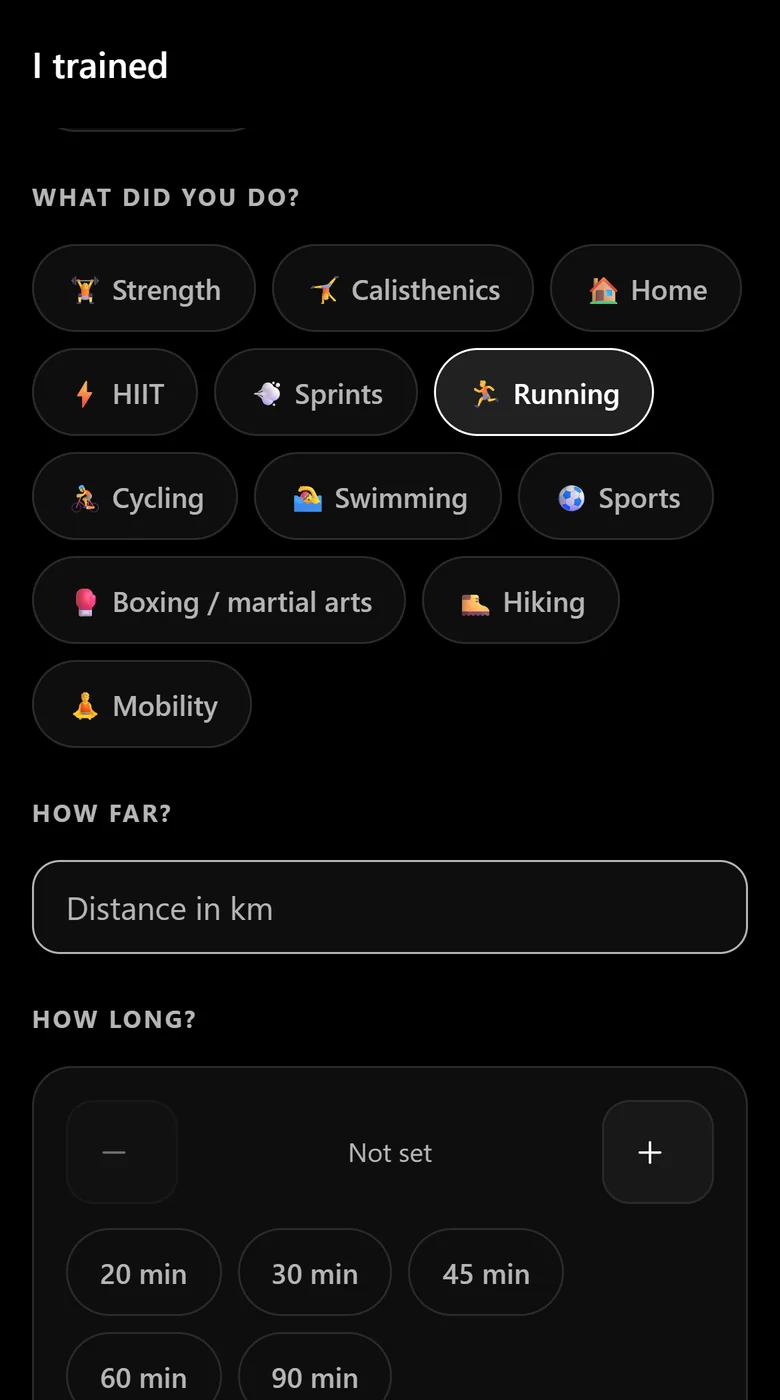 I trained
WHAT DID YOU DO?
Strength
Calisthenics
Home
HIIT
Sprints
Running
Cycling
Swimming
Sports
Boxing / martial arts
Hiking
Mobility
HOW FAR?
Distance in km
HOW LONG?
− Not set +
20 min
30 min
45 min
60 min
90 min